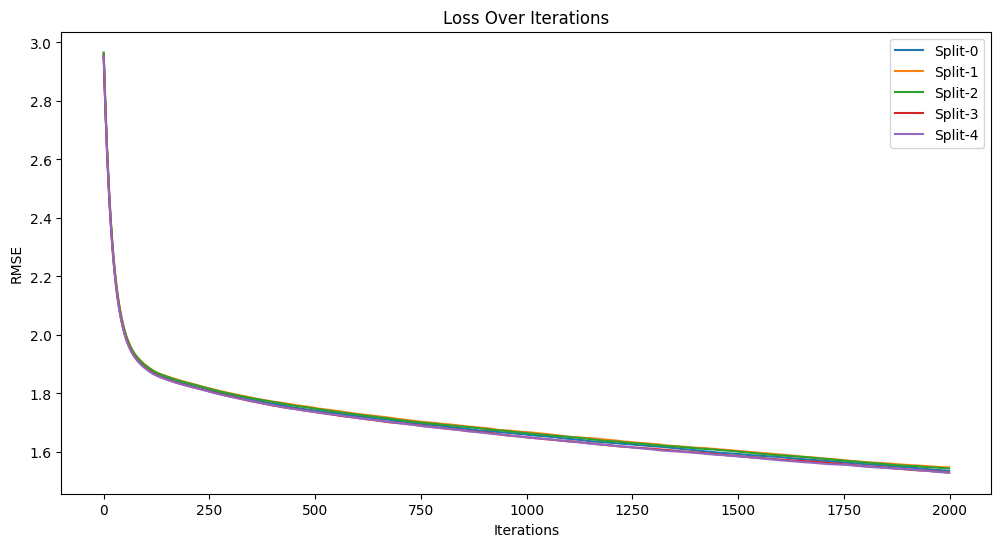 Loss Over Iterations
RMSE
3.0
2.8
2.6
2.4
2.2
2.0
1.8
1.6
Split-0
Split-1
Split-2
Split-3
Split-4
0 250 500 750 1000 1250 1500 1750 2000
Iterations